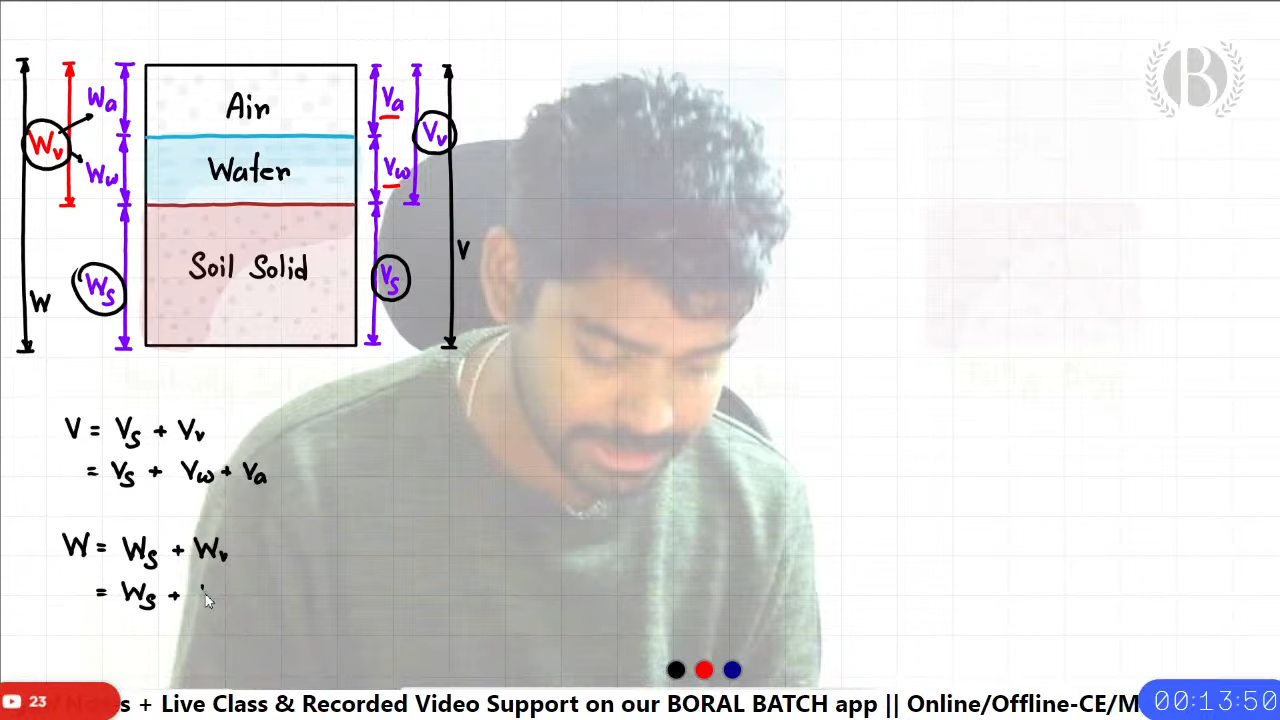 B
Air
Water
Soil Solid
Wa
Wv
Ww
Ws
W
Va
Vv
Vw
Vs
V
V = Vs + Vv
= Vs + Vw + Va
W = Ws + Wv
= Ws +
23
s + Live Class & Recorded Video Support on our BORAL BATCH app || Online/Offline-CE/M
00:13:50